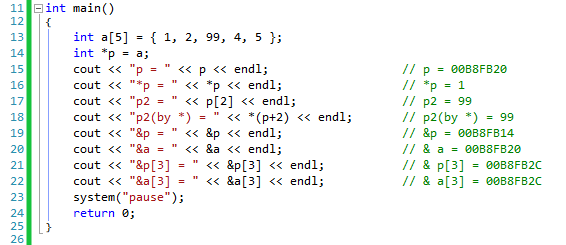 11 int main()
12 {
13 int a[5] = { 1, 2, 99, 4, 5 };
14 int *p = a;
15 cout << "p = " << p << endl; // p = 00B8FB20
16 cout << "*p = " << *p << endl; // *p = 1
17 cout << "p2 = " << p[2] << endl; // p2 = 99
18 cout << "p2(by *) = " << *(p+2) << endl; // p2(by *) = 99
19 cout << "&p = " << &p << endl; // &p = 00B8FB14
20 cout << "&a = " << &a << endl; // & a = 00B8FB20
21 cout << "&p[3] = " << &p[3] << endl; // & p[3] = 00B8FB2C
22 cout << "&a[3] = " << &a[3] << endl; // & a[3] = 00B8FB2C
23 system("pause");
24 return 0;
25 }
26